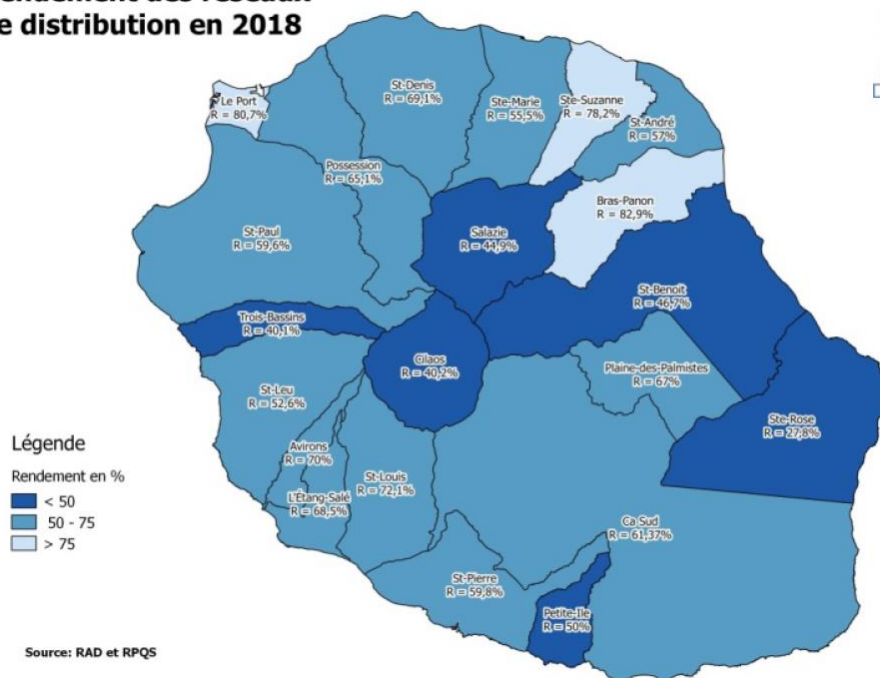 endement des réseaux
e distribution en 2018
Le Port
R = 80,7%
St-Denis
R = 69,1%
Ste-Marie
R = 55,5%
Ste-Suzanne
R = 78,2%
St-André
R = 57%
Possession
R = 65,1%
Bras-Panon
R = 82,9%
St-Paul
R = 59,6%
Salazie
R = 44,9%
St-Benoit
R = 46,7%
Trois-Bassins
R = 40,1%
Cilaos
R = 40,2%
Plaine-des-Palmistes
R = 67%
St-Leu
R = 52,6%
Ste-Rose
R = 27,8%
Avirons
R = 70%
St-Louis
R = 72,1%
L'Étang-Salé
R = 68,5%
Ca Sud
R = 61,37%
St-Pierre
R = 59,8%
Petite-Ile
R = 50%
Légende
Rendement en %
< 50
50 - 75
> 75
Source: RAD et RPQS